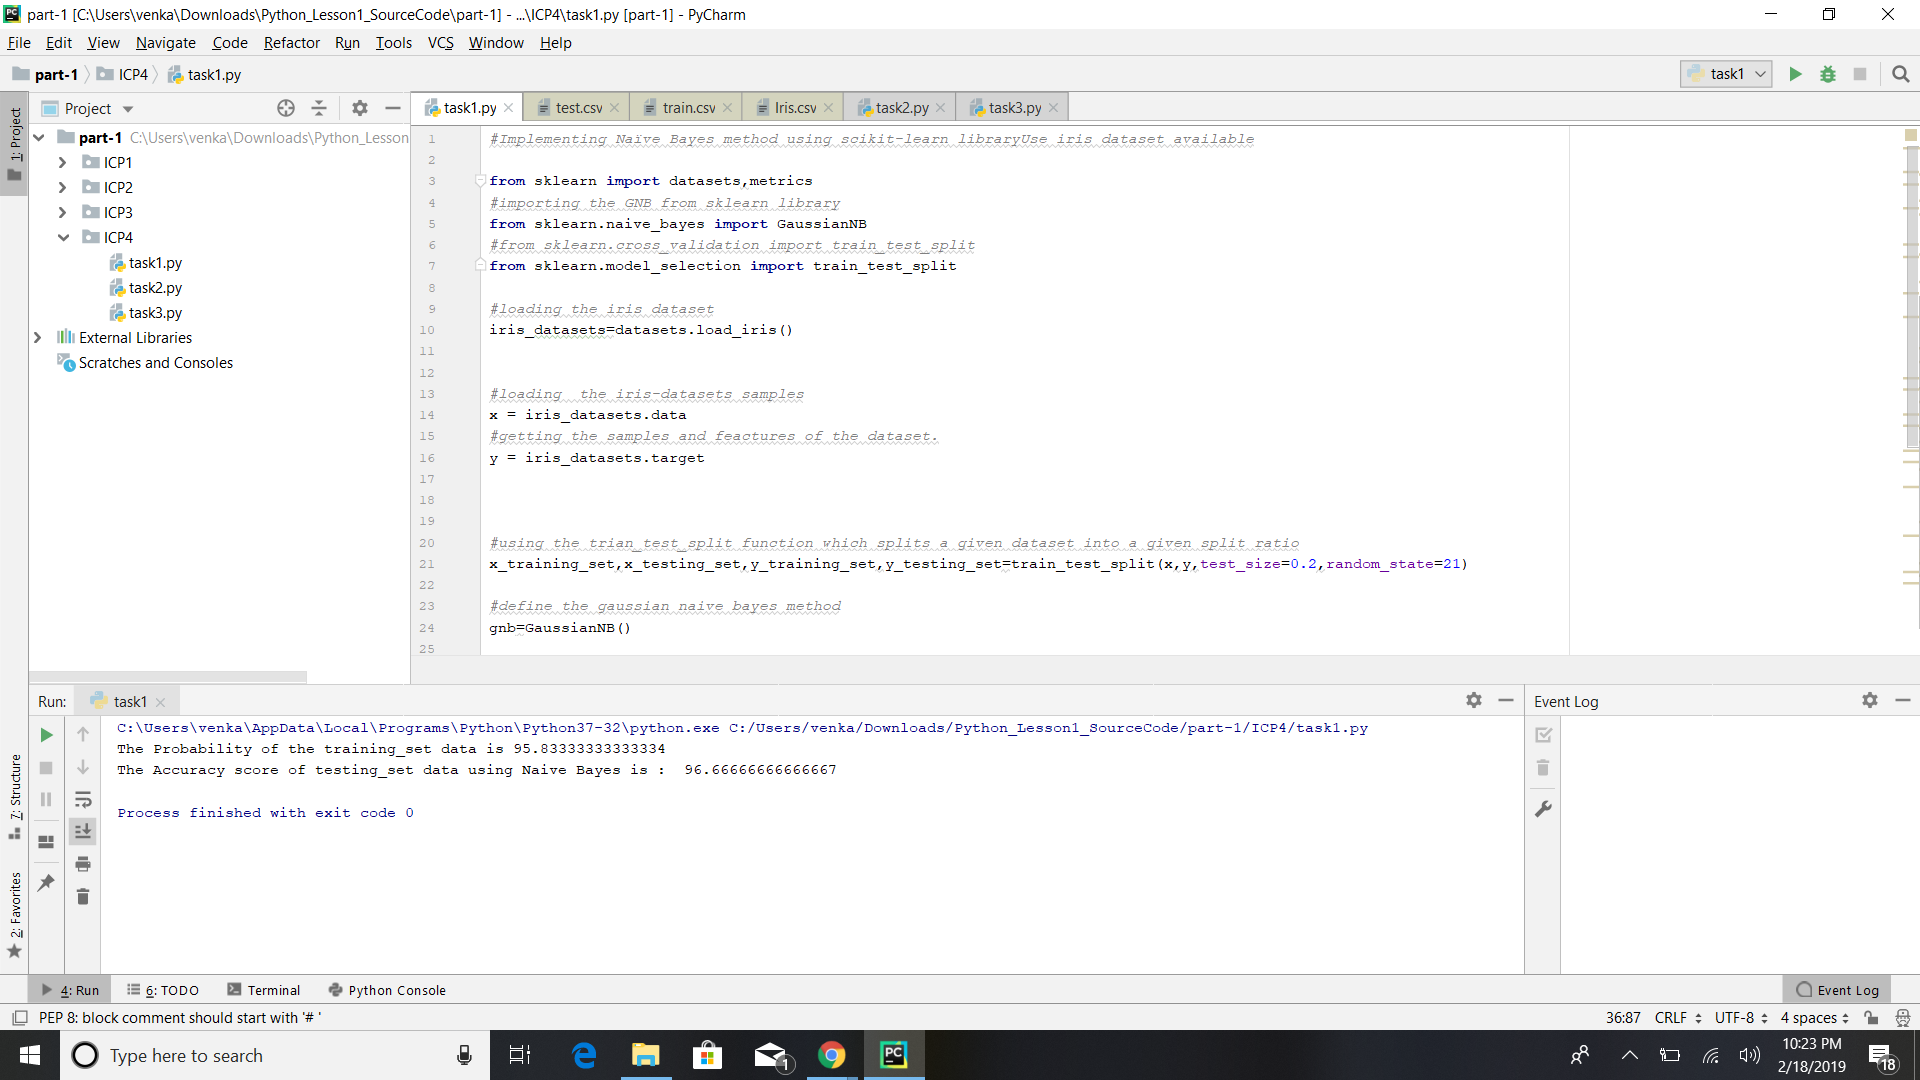 part-1 [C:\Users\venka\Downloads\Python_Lesson1_SourceCode\part-1] - ...\ICP4\task1.py [part-1] - PyCharm
File Edit View Navigate Code Refactor Run Tools VCS Window Help
part-1 ICP4 task1.py
task1
Project
task1.py test.csv train.csv Iris.csv task2.py task3.py
1: Project
part-1 C:\Users\venka\Downloads\Python_Lesson
ICP1
ICP2
ICP3
ICP4
task1.py
task2.py
task3.py
External Libraries
Scratches and Consoles
1 #Implementing Naïve Bayes method using scikit-learn libraryUse iris dataset available
2
3 from sklearn import datasets,metrics
4 #importing the GNB from sklearn library
5 from sklearn.naive_bayes import GaussianNB
6 #from sklearn.cross_validation import train_test_split
7 from sklearn.model_selection import train_test_split
8
9 #loading the iris dataset
10 iris_datasets=datasets.load_iris()
11
12
13 #loading  the iris-datasets samples
14 x = iris_datasets.data
15 #getting the samples and feactures of the dataset.
16 y = iris_datasets.target
17
18
19
20 #using the trian_test_split function which splits a given dataset into a given split ratio
21 x_training_set,x_testing_set,y_training_set,y_testing_set=train_test_split(x,y,test_size=0.2,random_state=21)
22
23 #define the gaussian naive bayes method
24 gnb=GaussianNB()
25
Run: task1
Event Log
C:\Users\venka\AppData\Local\Programs\Python\Python37-32\python.exe C:/Users/venka/Downloads/Python_Lesson1_SourceCode/part-1/ICP4/task1.py
The Probability of the training_set data is 95.83333333333334
The Accuracy score of testing_set data using Naive Bayes is :  96.66666666666667
Process finished with exit code 0
7: Structure
2: Favorites
4: Run 6: TODO Terminal Python Console
Event Log
PEP 8: block comment should start with '# '
36:87 CRLF UTF-8 4 spaces
Type here to search
1
PC
10:23 PM
2/18/2019
18